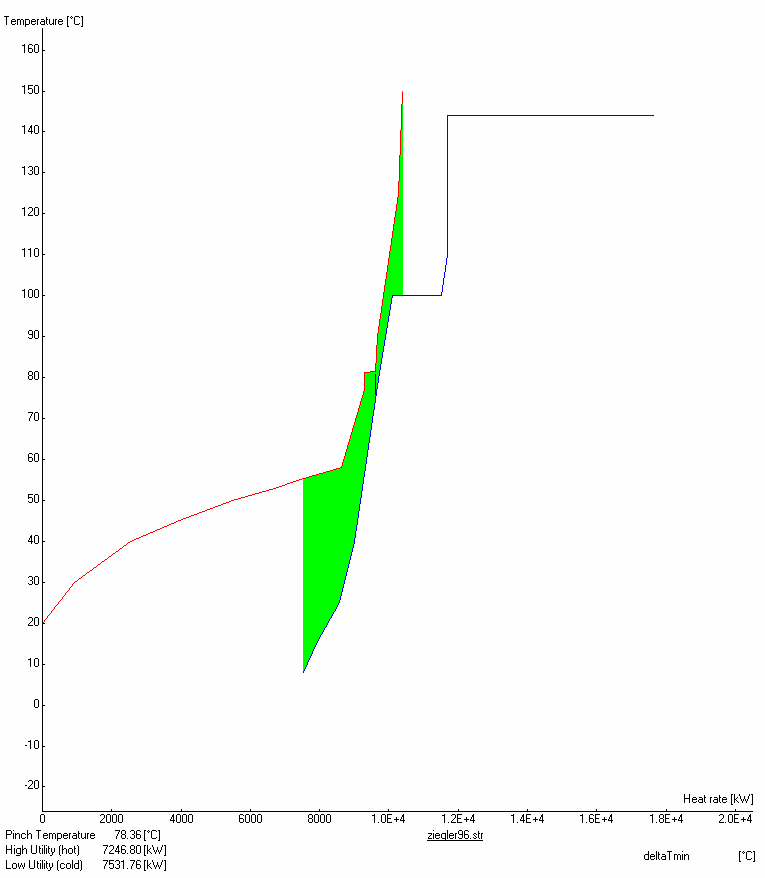 Temperature [°C]
160
150
140
130
120
110
100
90
80
70
60
50
40
30
20
10
0
-10
-20
Heat rate [kW]
0 2000 4000 6000 8000 1.0E+4 1.2E+4 1.4E+4 1.6E+4 1.8E+4 2.0E+4
Pinch Temperature 78.36 [°C] ziegler96.str
High Utility (hot) 7246.80 [kW]
deltaTmin [°C]
Low Utility (cold) 7531.76 [kW]